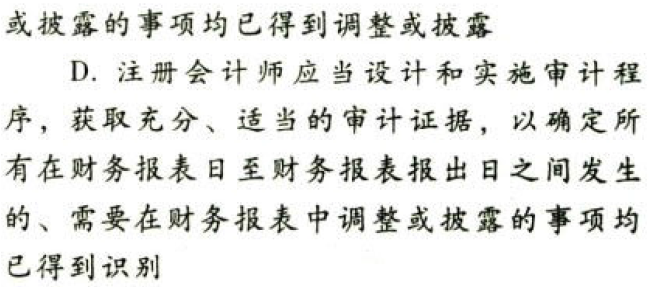 或披露的事项均已得到调整或披露
D. 注册会计师应当设计和实施审计程
序，获取充分、适当的审计证据，以确定所
有在财务报表日至财务报表报出日之间发生
的、需要在财务报表中调整或披露的事项均
已得到识别